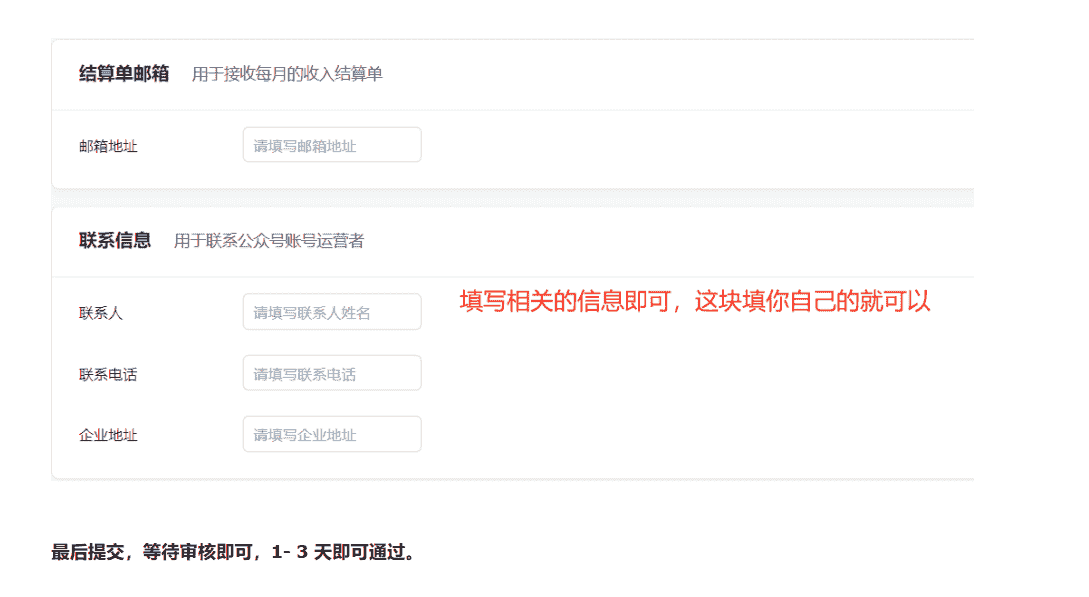 结算单邮箱 用于接收每月的收入结算单
邮箱地址 请填写邮箱地址
联系信息 用于联系公众号账号运营者
填写相关的信息即可，这块填你自己的就可以
联系人 请填写联系人姓名
联系电话 请填写联系电话
企业地址 请填写企业地址
最后提交，等待审核即可，1- 3 天即可通过。